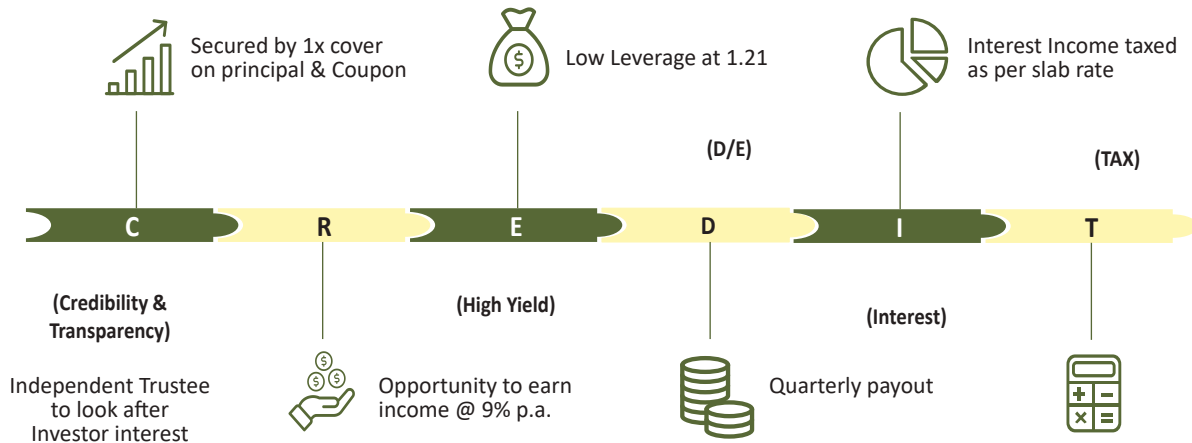 Secured by 1x cover
on principal & Coupon
Low Leverage at 1.21
Interest Income taxed
as per slab rate
(D/E)
(TAX)
C
R
E
D
I
T
(Credibility &
Transparency)
(High Yield)
(Interest)
Independent Trustee
to look after
Investor interest
$
$
$
Opportunity to earn
income @ 9% p.a.
Quarterly payout
$
+ -
× =